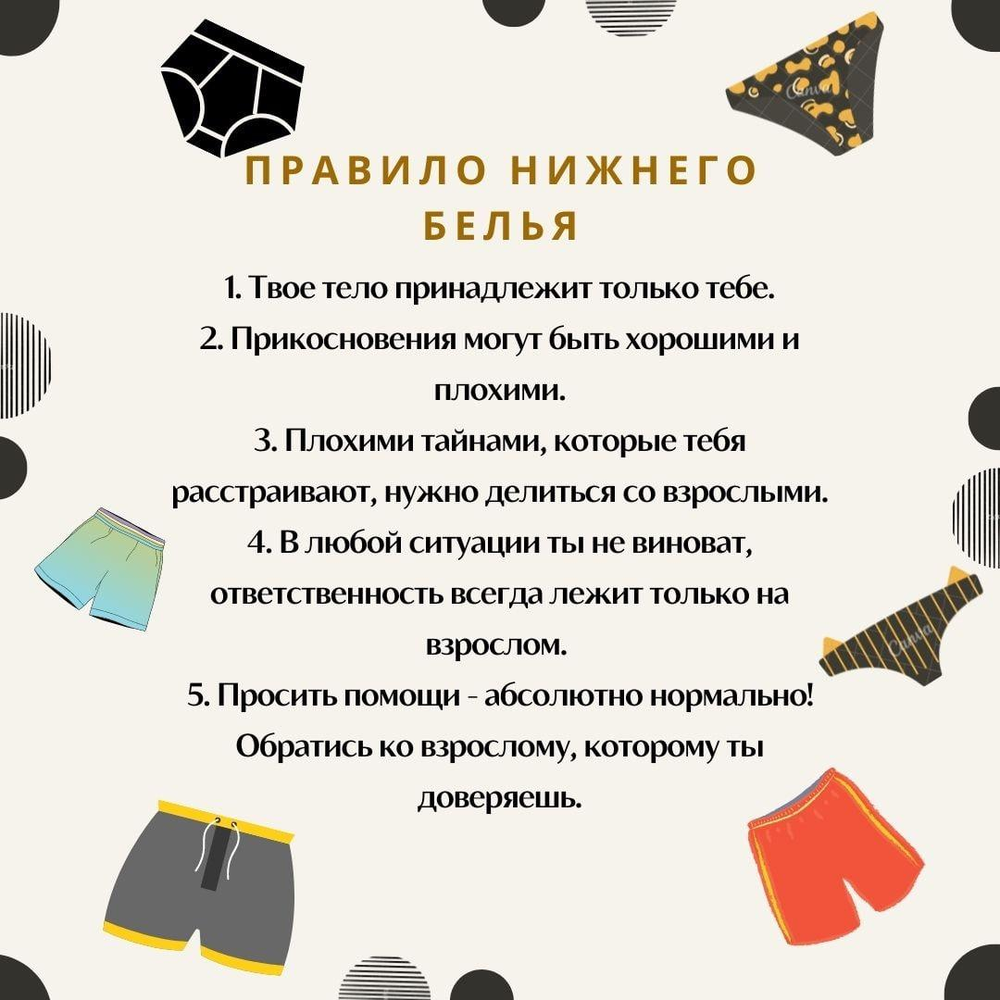 ПРАВИЛО НИЖНЕГО
БЕЛЬЯ
1. Твое тело принадлежит только тебе.
2. Прикосновения могут быть хорошими и
плохими.
3. Плохими тайнами, которые тебя
расстраивают, нужно делиться со взрослыми.
4. В любой ситуации ты не виноват,
ответственность всегда лежит только на
взрослом.
5. Просить помощи - абсолютно нормально!
Обратись ко взрослому, которому ты
доверяешь.
Canva
Canva